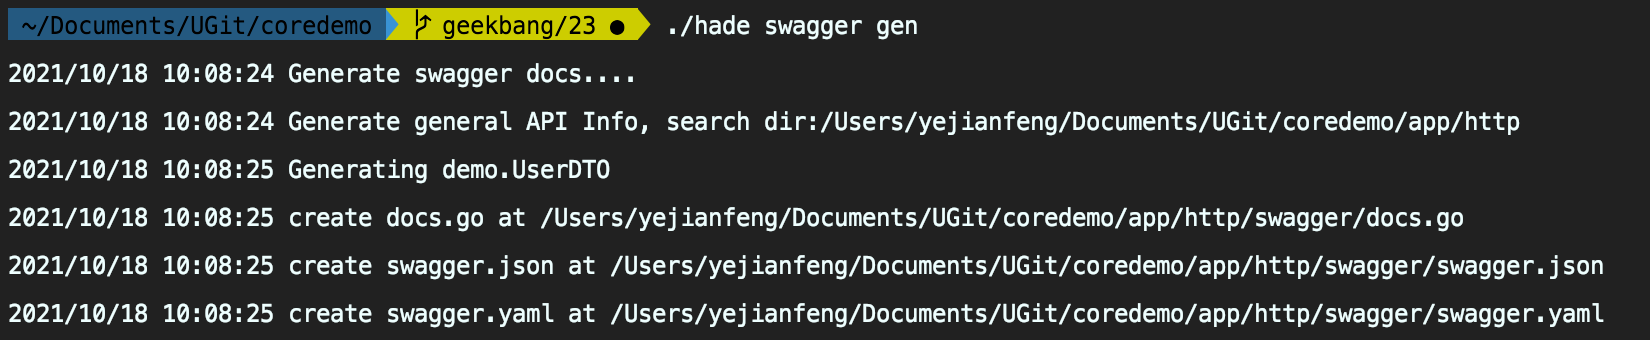 ~/Documents/UGit/coredemo geekbang/23 ● ./hade swagger gen
2021/10/18 10:08:24 Generate swagger docs....
2021/10/18 10:08:24 Generate general API Info, search dir:/Users/yejianfeng/Documents/UGit/coredemo/app/http
2021/10/18 10:08:25 Generating demo.UserDTO
2021/10/18 10:08:25 create docs.go at /Users/yejianfeng/Documents/UGit/coredemo/app/http/swagger/docs.go
2021/10/18 10:08:25 create swagger.json at /Users/yejianfeng/Documents/UGit/coredemo/app/http/swagger/swagger.json
2021/10/18 10:08:25 create swagger.yaml at /Users/yejianfeng/Documents/UGit/coredemo/app/http/swagger/swagger.yaml